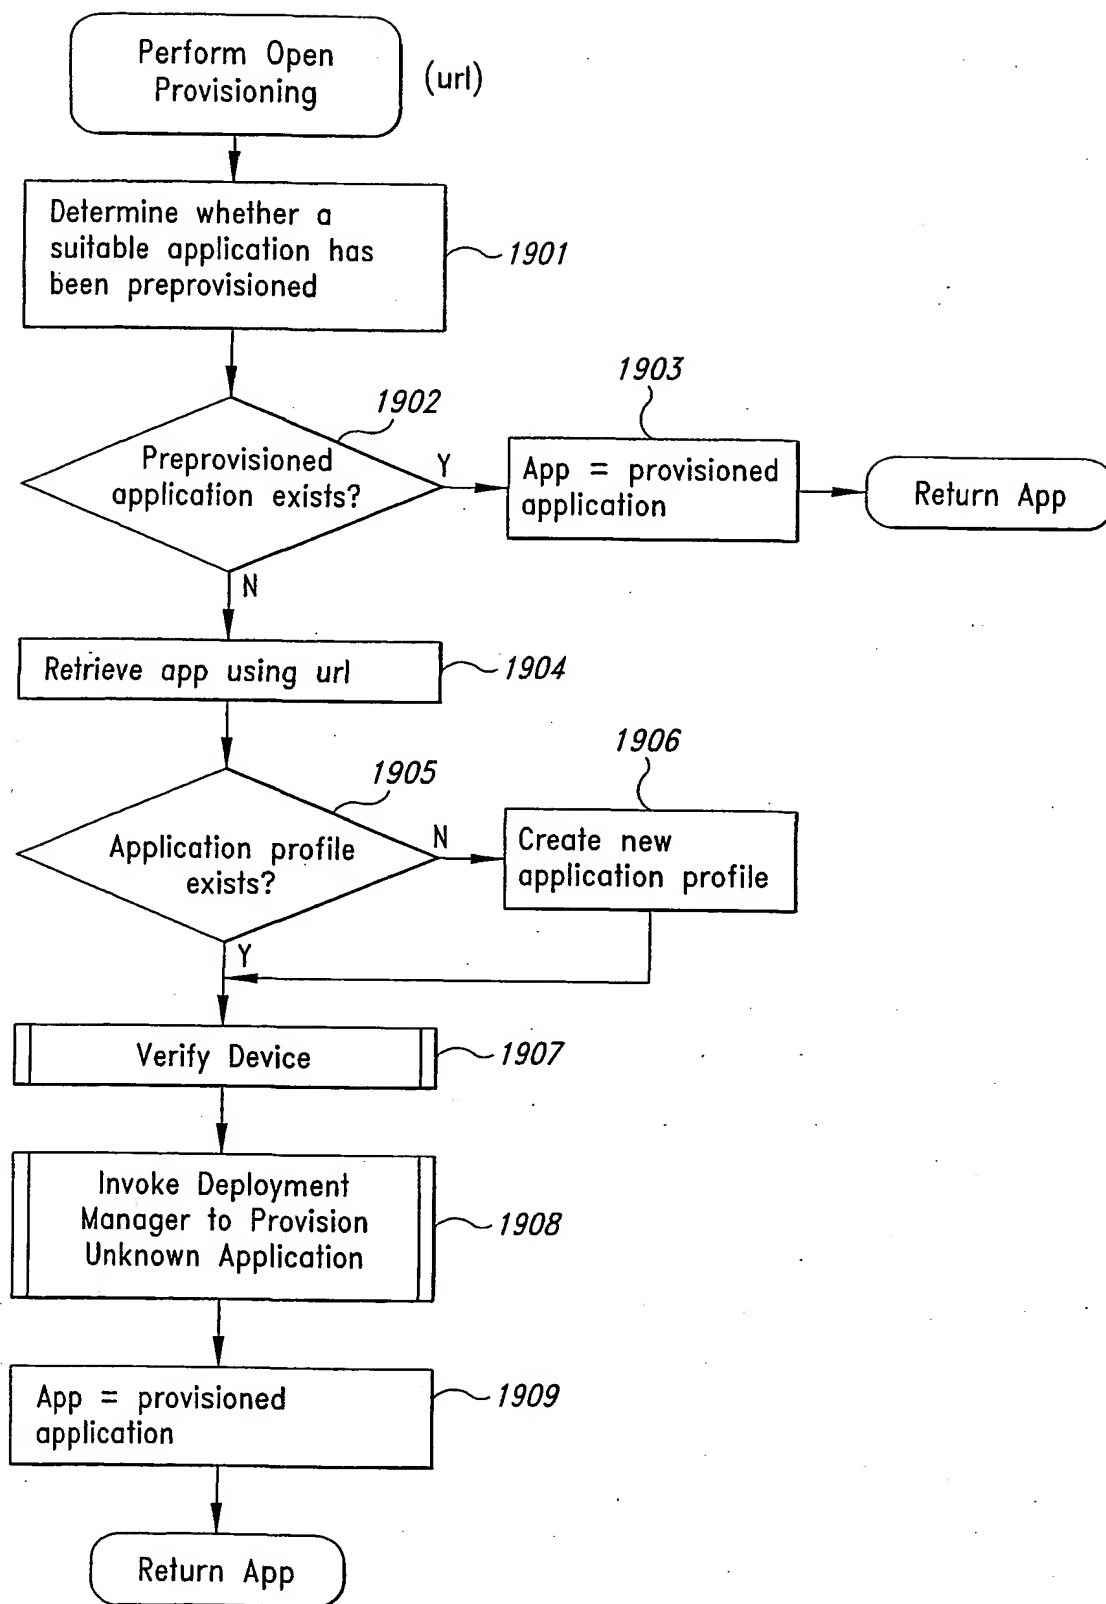 Perform Open
Provisioning
(url)
Determine whether a
suitable application has
been preprovisioned
1901
1902
Preprovisioned
application exists?
Y
N
1903
App = provisioned
application
Return App
Retrieve app using url
1904
1905
Application profile
exists?
N
Y
1906
Create new
application profile
Verify Device
1907
Invoke Deployment
Manager to Provision
Unknown Application
1908
App = provisioned
application
1909
Return App